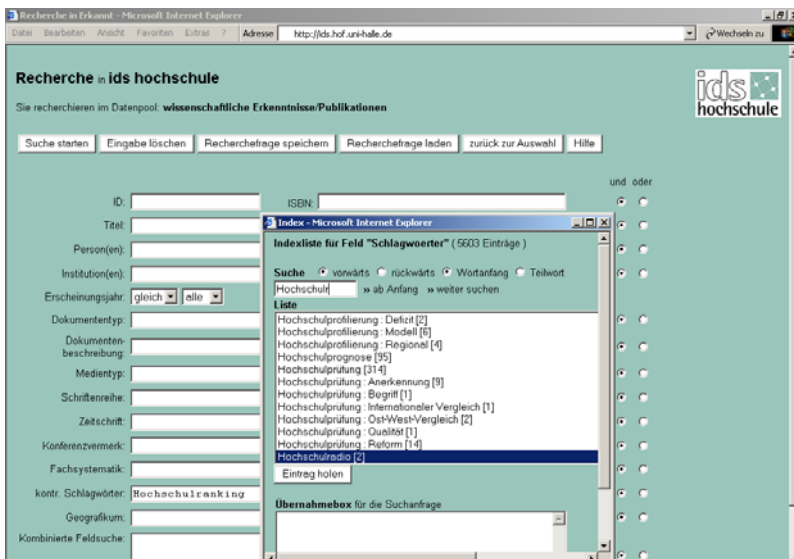 Recherche in Erkannt - Microsoft Internet Explorer
Datei Bearbeiten Ansicht Favoriten Extras ? Adresse http://ids.hof.uni-halle.de Wechseln zu
Recherche in ids hochschule
ids
hochschule
Sie recherchieren im Datenpool: wissenschaftliche Erkenntnisse/Publikationen
Suche starten Eingabe löschen Recherchefrage speichern Recherchefrage laden zurück zur Auswahl Hilfe
und oder
ID: ISBN:
Titel:
Person(en):
Institution(en):
Erscheinungsjahr: gleich alle
Dokumententyp:
Dokumenten-
beschreibung:
Medientyp:
Schriftenreihe:
Zeitschrift:
Konferenzvermerk:
Fachsystematik:
kontr. Schlagwörter: Hochschulranking
Geografikum:
Kombinierte Feldsuche:
Index - Microsoft Internet Explorer
Indexliste für Feld "Schlagwoerter" ( 5603 Einträge )
Suche vorwärts rückwärts Wortanfang Teilwort
Hochschulr » ab Anfang » weiter suchen
Liste
Hochschulprofilierung : Defizit [2]
Hochschulprofilierung : Modell [6]
Hochschulprofilierung : Regional [4]
Hochschulprognose [95]
Hochschulprüfung [314]
Hochschulprüfung : Anerkennung [9]
Hochschulprüfung : Begriff [1]
Hochschulprüfung : Internationaler Vergleich [1]
Hochschulprüfung : Ost-West-Vergleich [2]
Hochschulprüfung : Qualität [1]
Hochschulprüfung : Reform [14]
Hochschulradio [2]
Eintrag holen
Übernahmebox für die Suchanfrage